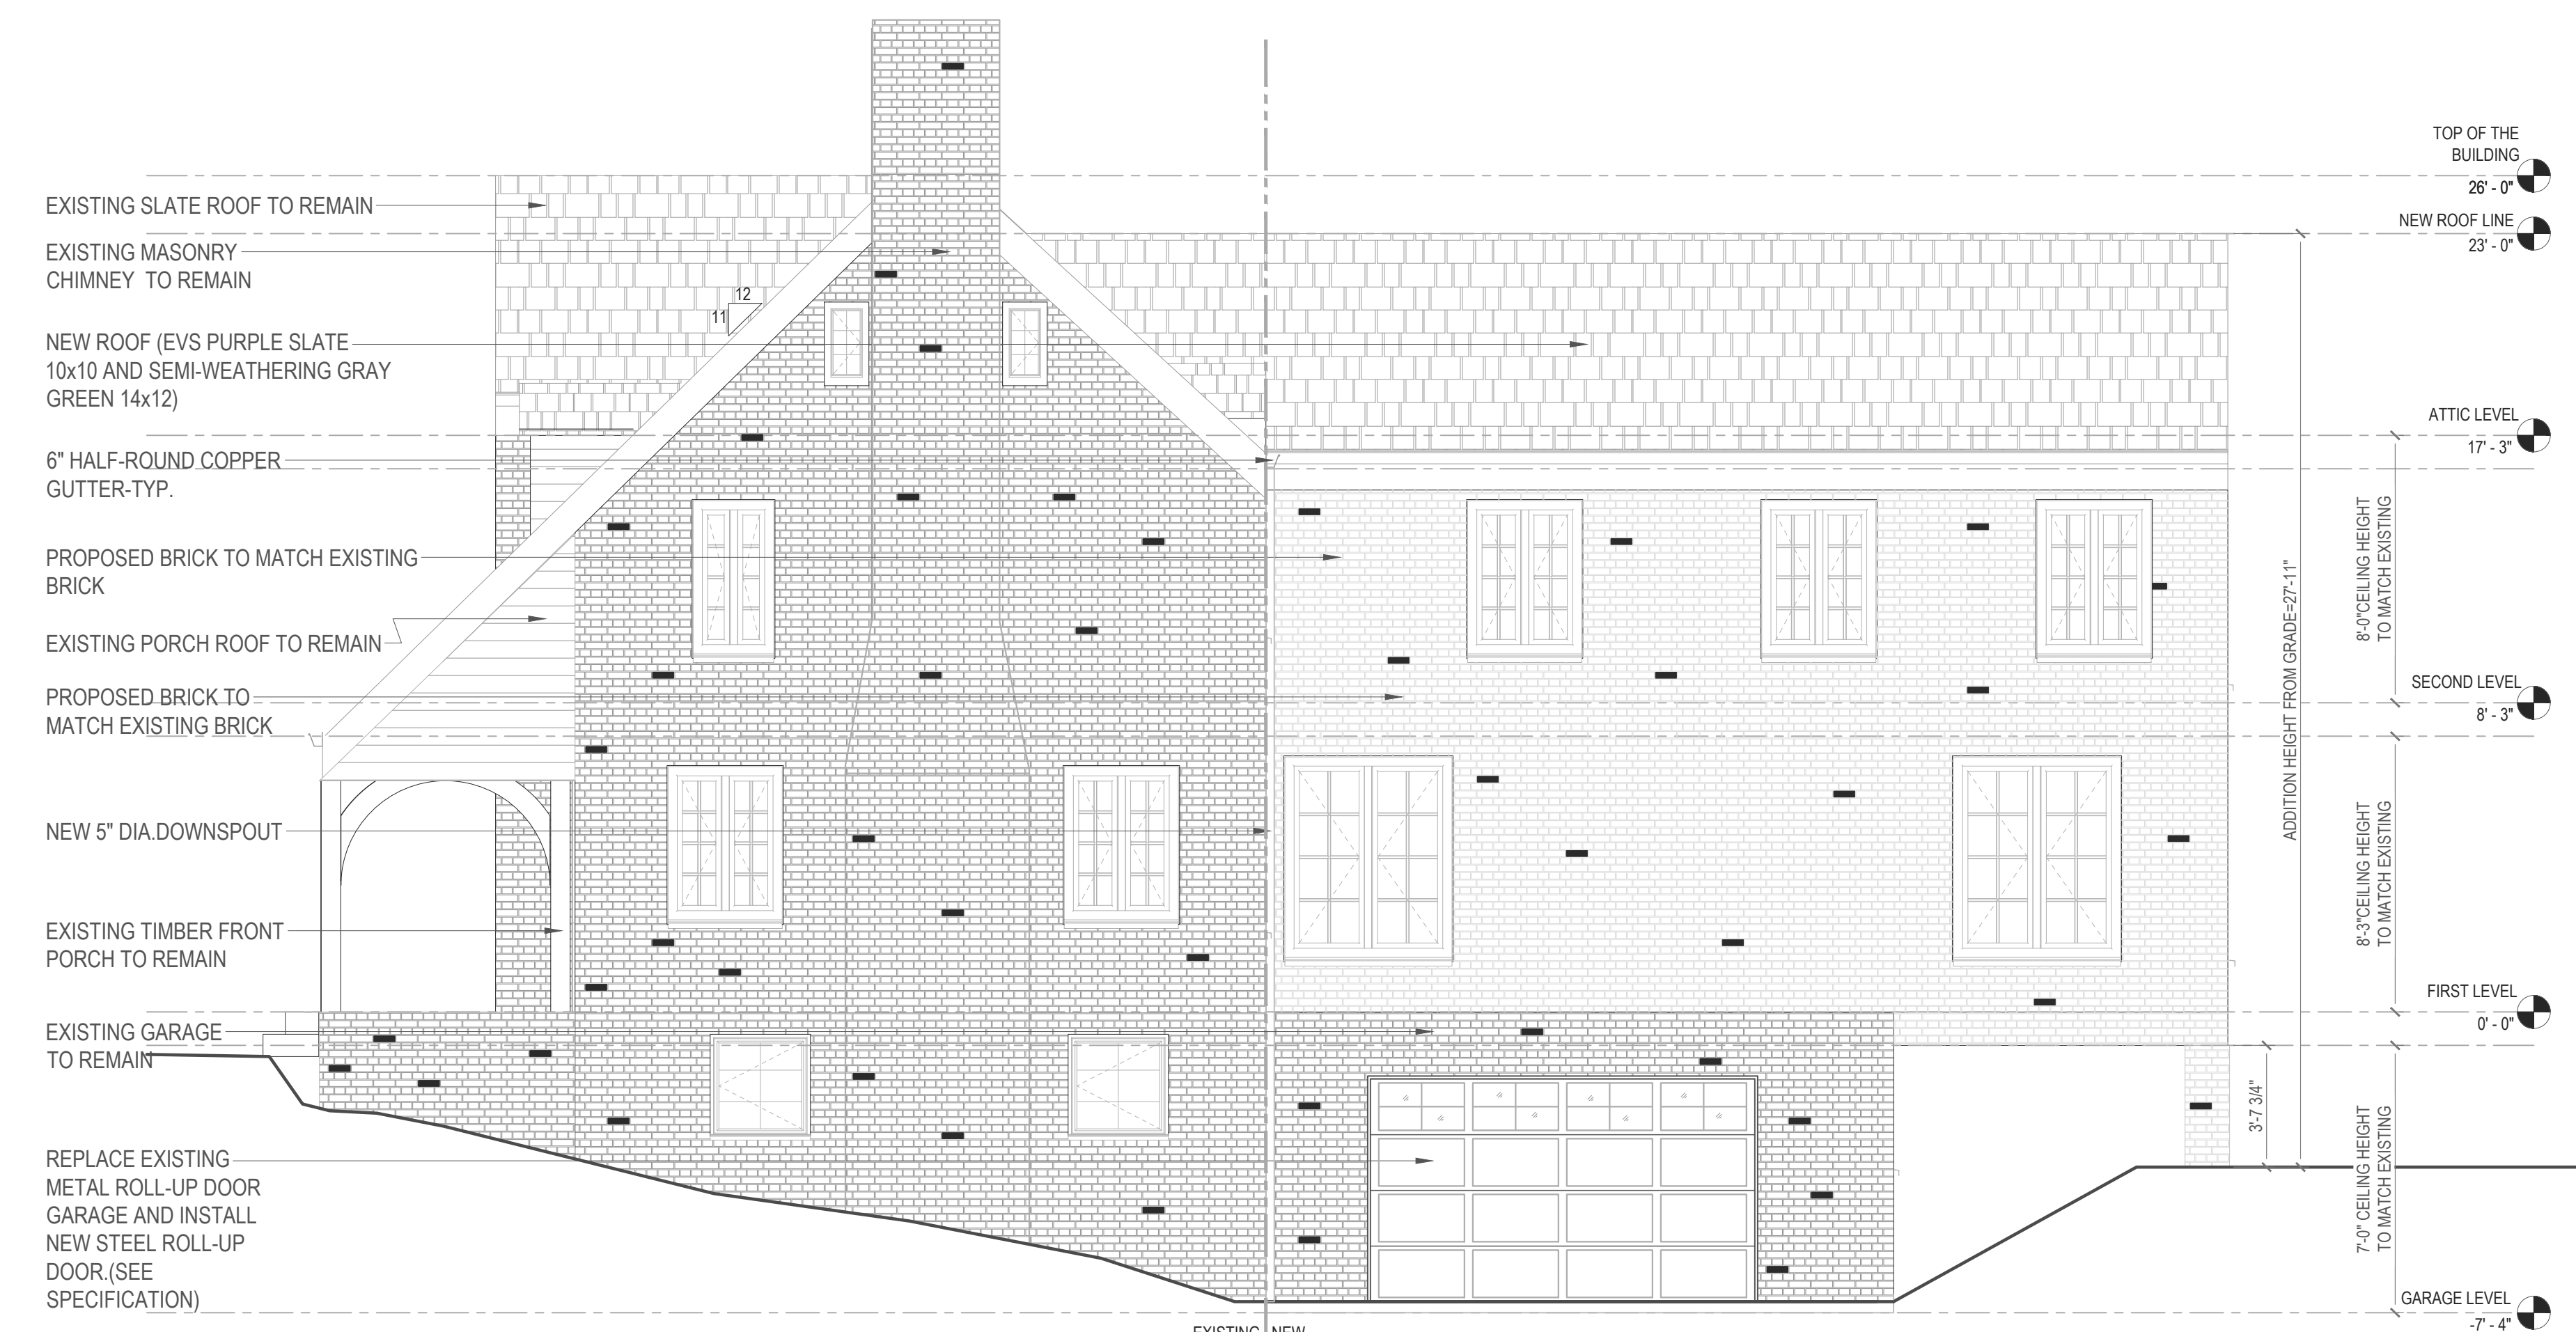 EXISTING SLATE ROOF TO REMAIN
EXISTING MASONRY
CHIMNEY TO REMAIN
NEW ROOF (EVS PURPLE SLATE
10x10 AND SEMI-WEATHERING GRAY
GREEN 14x12)
6" HALF-ROUND COPPER
GUTTER-TYP.
PROPOSED BRICK TO MATCH EXISTING
BRICK
EXISTING PORCH ROOF TO REMAIN
PROPOSED BRICK TO
MATCH EXISTING BRICK
NEW 5" DIA.DOWNSPOUT
EXISTING TIMBER FRONT
PORCH TO REMAIN
EXISTING GARAGE
TO REMAIN
REPLACE EXISTING
METAL ROLL-UP DOOR
GARAGE AND INSTALL
NEW STEEL ROLL-UP
DOOR.(SEE
SPECIFICATION)
12
11
EXISTING NEW
ADDITION HEIGHT FROM GRADE=27'-11"
3'-7 3/4"
8'-0"CEILING HEIGHT
TO MATCH EXISTING
8'-3"CEILING HEIGHT
TO MATCH EXISTING
7'-0" CEILING HEIGHT
TO MATCH EXISTING
TOP OF THE
BUILDING
26' - 0"
NEW ROOF LINE
23' - 0"
ATTIC LEVEL
17' - 3"
SECOND LEVEL
8' - 3"
FIRST LEVEL
0' - 0"
GARAGE LEVEL
-7' - 4"